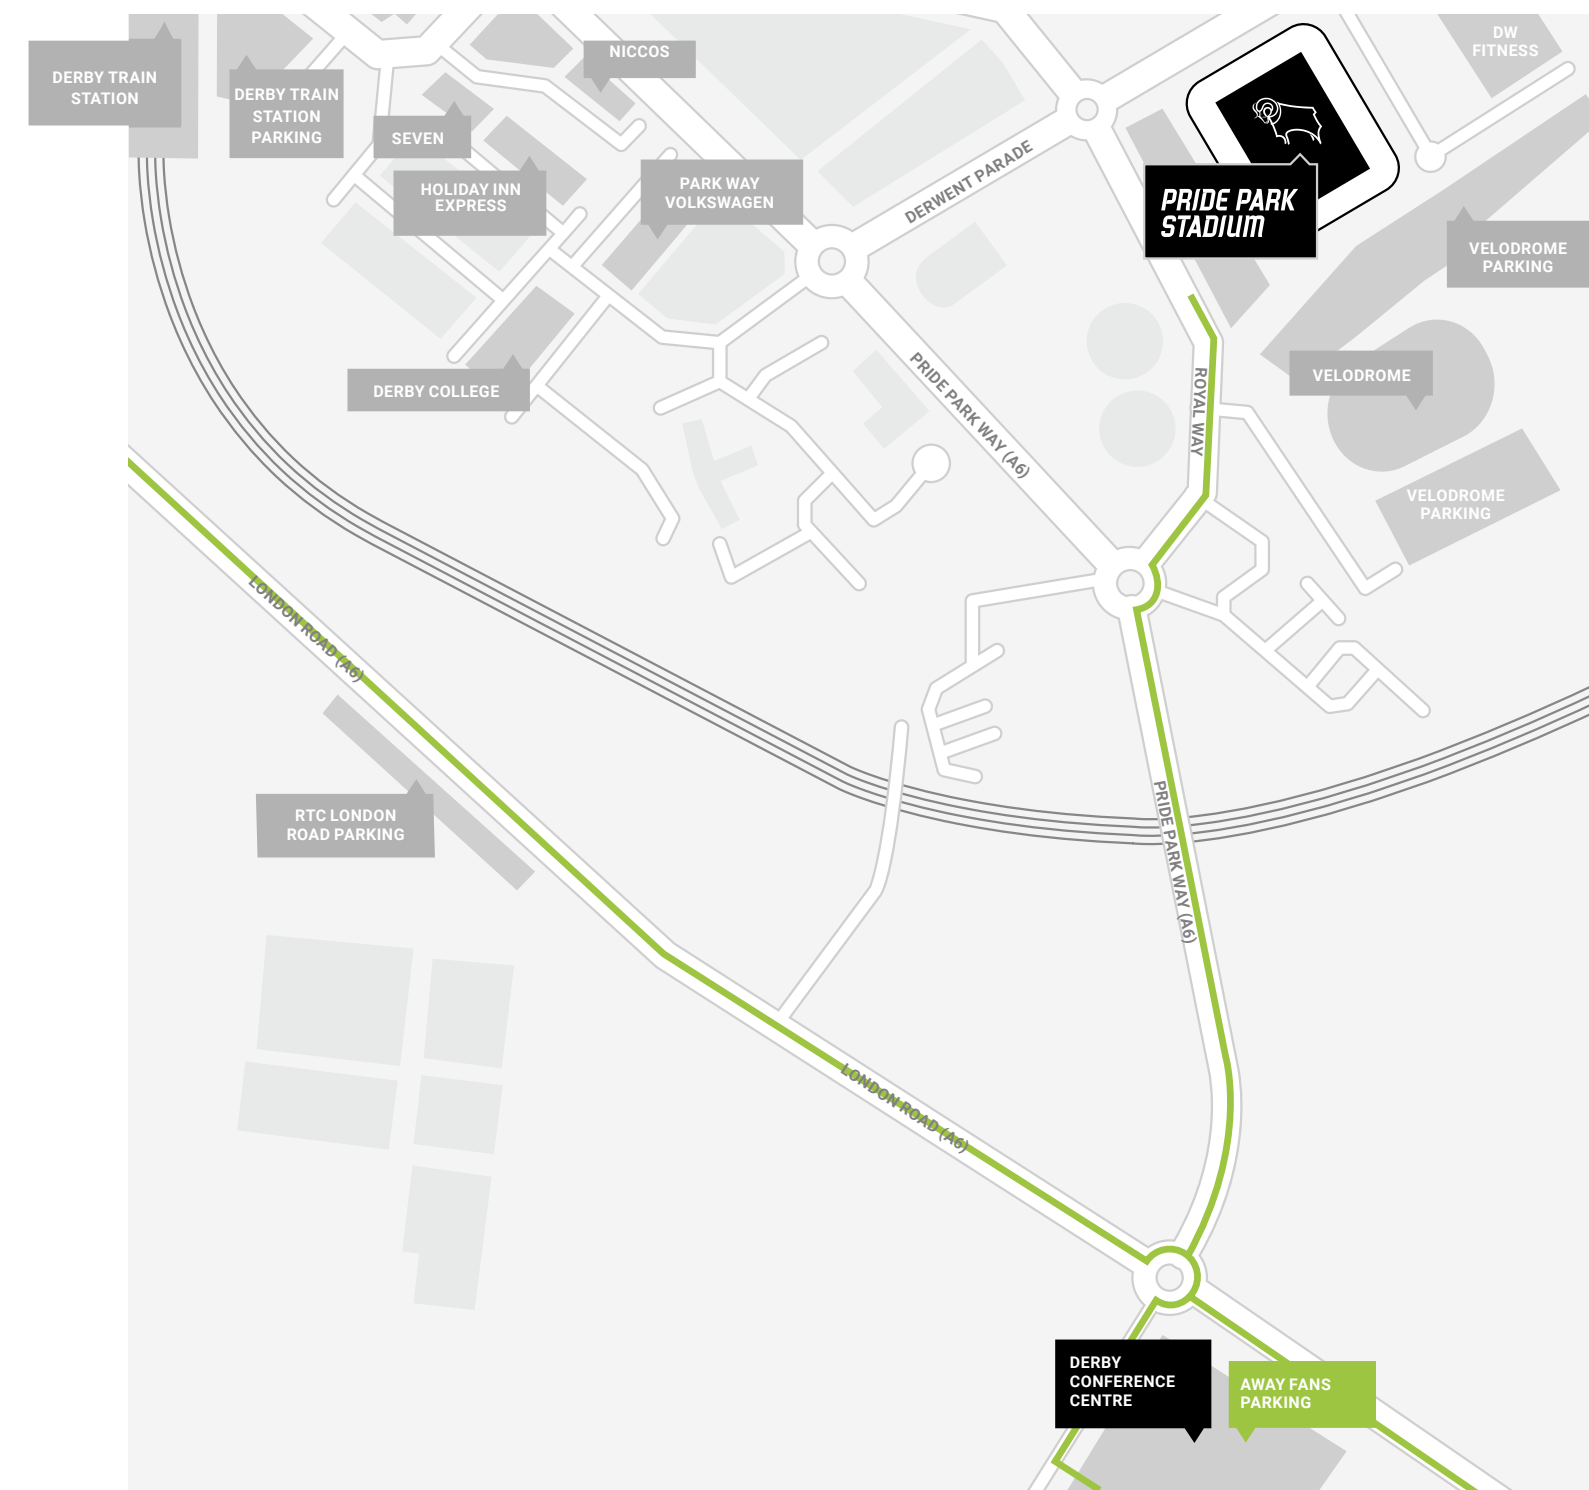 DERBY TRAIN
STATION
DERBY TRAIN
STATION
PARKING
SEVEN
NICCOS
HOLIDAY INN
EXPRESS
PARK WAY
VOLKSWAGEN
DERBY COLLEGE
DERWENT PARADE
DW
FITNESS
PRIDE PARK
STADIUM
VELODROME
PARKING
VELODROME
VELODROME
PARKING
ROYAL WAY
PRIDE PARK WAY (A6)
LONDON ROAD (A6)
RTC LONDON
ROAD PARKING
PRIDE PARK WAY (A6)
LONDON ROAD (A6)
DERBY
CONFERENCE
CENTRE
AWAY FANS
PARKING